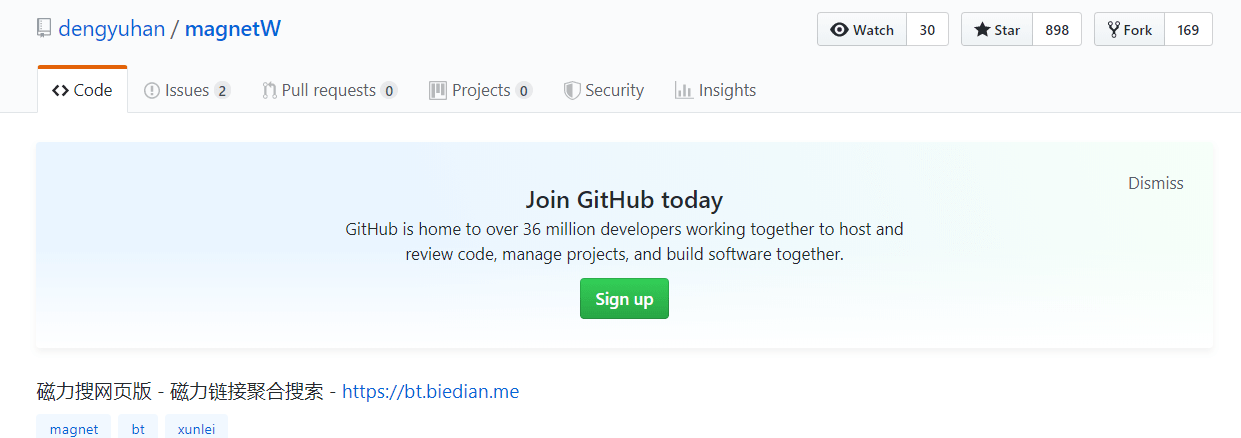 dengyuhan / magnetW
Watch 30 Star 898 Fork 169
Code Issues 2 Pull requests 0 Projects 0 Security Insights
Dismiss
Join GitHub today
GitHub is home to over 36 million developers working together to host and
review code, manage projects, and build software together.
Sign up
磁力搜网页版 - 磁力链接聚合搜索 - https://bt.biedian.me
magnet bt xunlei